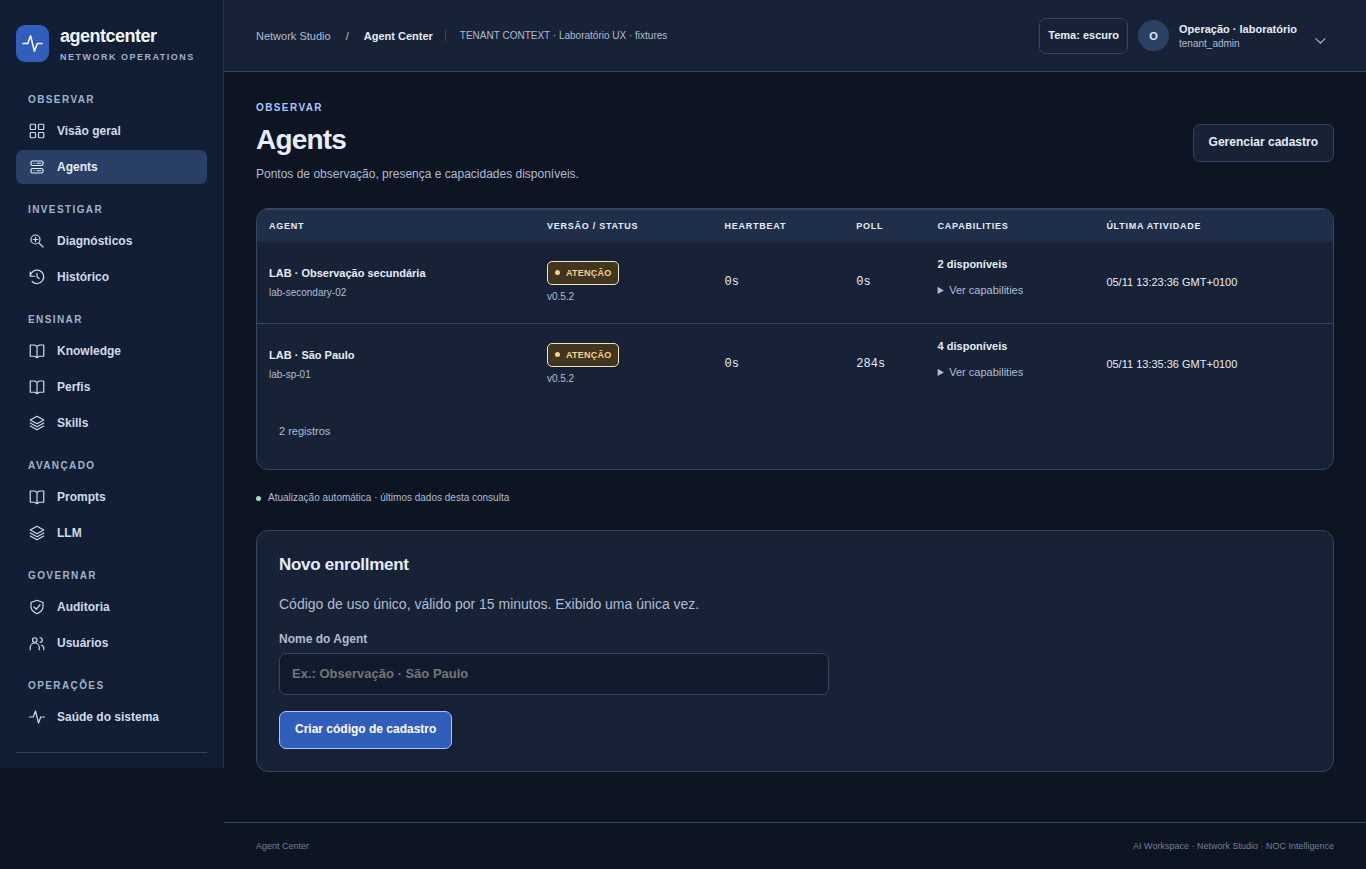 agentcenter
NETWORK OPERATIONS
OBSERVAR
Visão geral
Agents
INVESTIGAR
Diagnósticos
Histórico
ENSINAR
Knowledge
Perfis
Skills
AVANÇADO
Prompts
LLM
GOVERNAR
Auditoria
Usuários
OPERAÇÕES
Saúde do sistema
Network Studio / Agent Center TENANT CONTEXT · Laboratório UX · fixtures
Tema: escuro
O
Operação · laboratório
tenant_admin
OBSERVAR
Agents
Pontos de observação, presença e capacidades disponíveis.
Gerenciar cadastro
AGENT VERSÃO / STATUS HEARTBEAT POLL CAPABILITIES ÚLTIMA ATIVIDADE
LAB · Observação secundária
lab-secondary-02
ATENÇÃO
v0.5.2
0s
0s
2 disponíveis
Ver capabilities
05/11 13:23:36 GMT+0100
LAB · São Paulo
lab-sp-01
ATENÇÃO
v0.5.2
0s
284s
4 disponíveis
Ver capabilities
05/11 13:35:36 GMT+0100
2 registros
Atualização automática · últimos dados desta consulta
Novo enrollment
Código de uso único, válido por 15 minutos. Exibido uma única vez.
Nome do Agent
Ex.: Observação · São Paulo
Criar código de cadastro
Agent Center
AI Workspace · Network Studio · NOC Intelligence